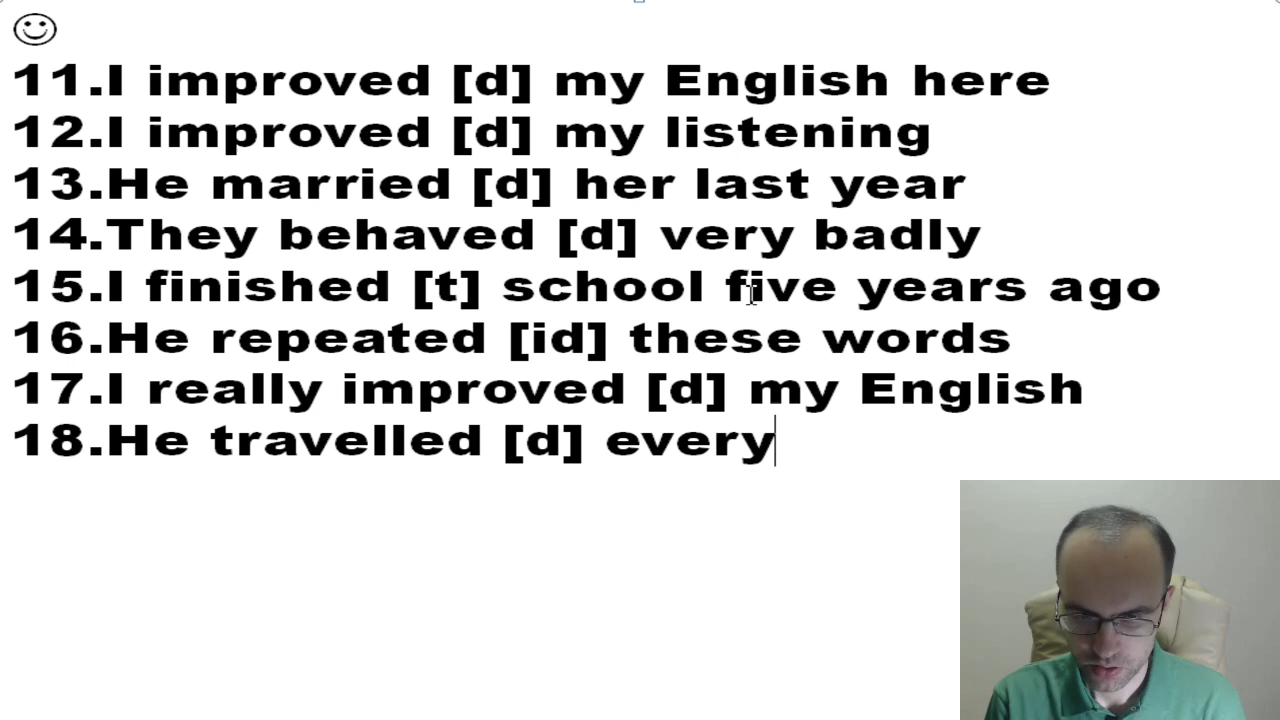 11.I improved [d] my English here
12.I improved [d] my listening
13.He married [d] her last year
14.They behaved [d] very badly
15.I finished [t] school five years ago
16.He repeated [id] these words
17.I really improved [d] my English
18.He travelled [d] every